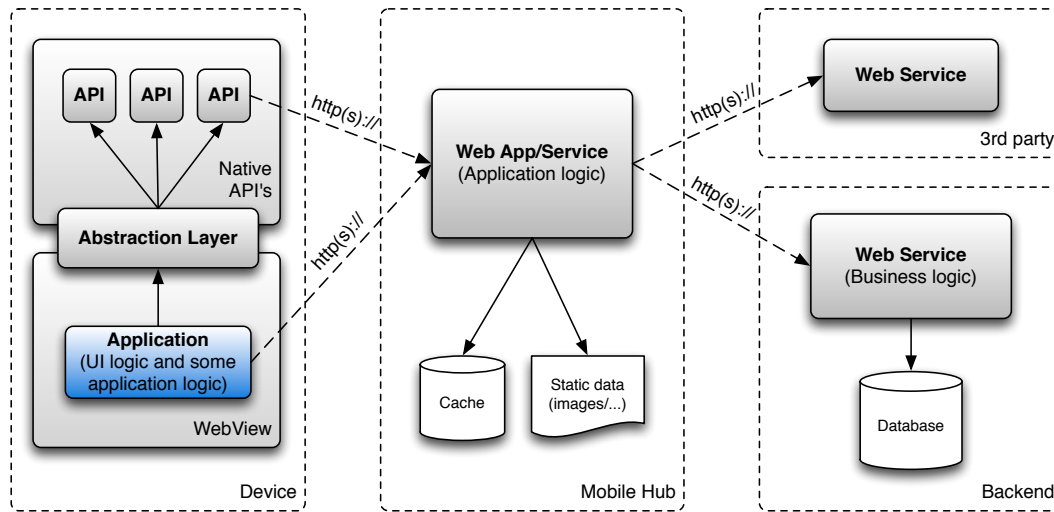 API
API
API
Native
API's
Abstraction Layer
Application
(UI logic and some
application logic)
WebView
Device
http(s)://
http(s)://
Web App/Service
(Application logic)
Cache
Static data
(images/...)
Mobile Hub
http(s)://
http(s)://
Web Service
3rd party
Web Service
(Business logic)
Database
Backend